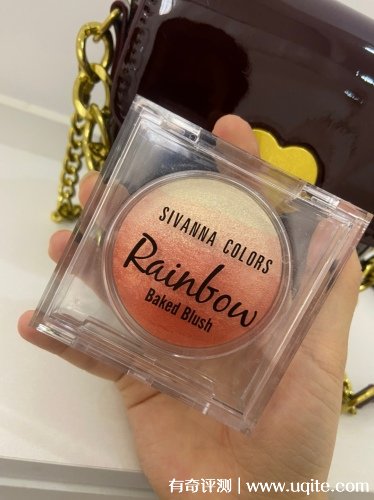 SIVANNA COLORS
Rainbow
Baked Blush
有奇评测 | www.uqite.com